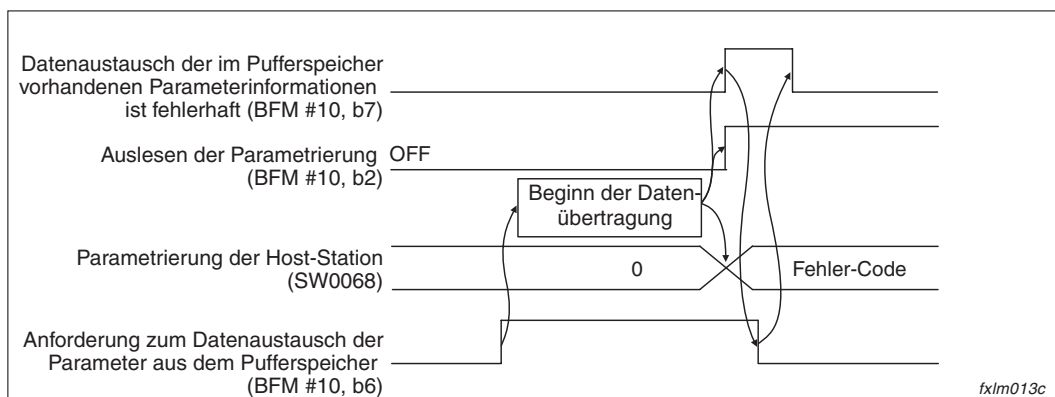 Datenaustausch der im Pufferspeicher
vorhandenen Parameterinformationen
ist fehlerhaft (BFM #10, b7)
Auslesen der Parametrierung
(BFM #10, b2)
OFF
Beginn der Daten-
übertragung
Parametrierung der Host-Station
(SW0068)
0
Fehler-Code
Anforderung zum Datenaustausch der
Parameter aus dem Pufferspeicher
(BFM #10, b6)
fxlm013c